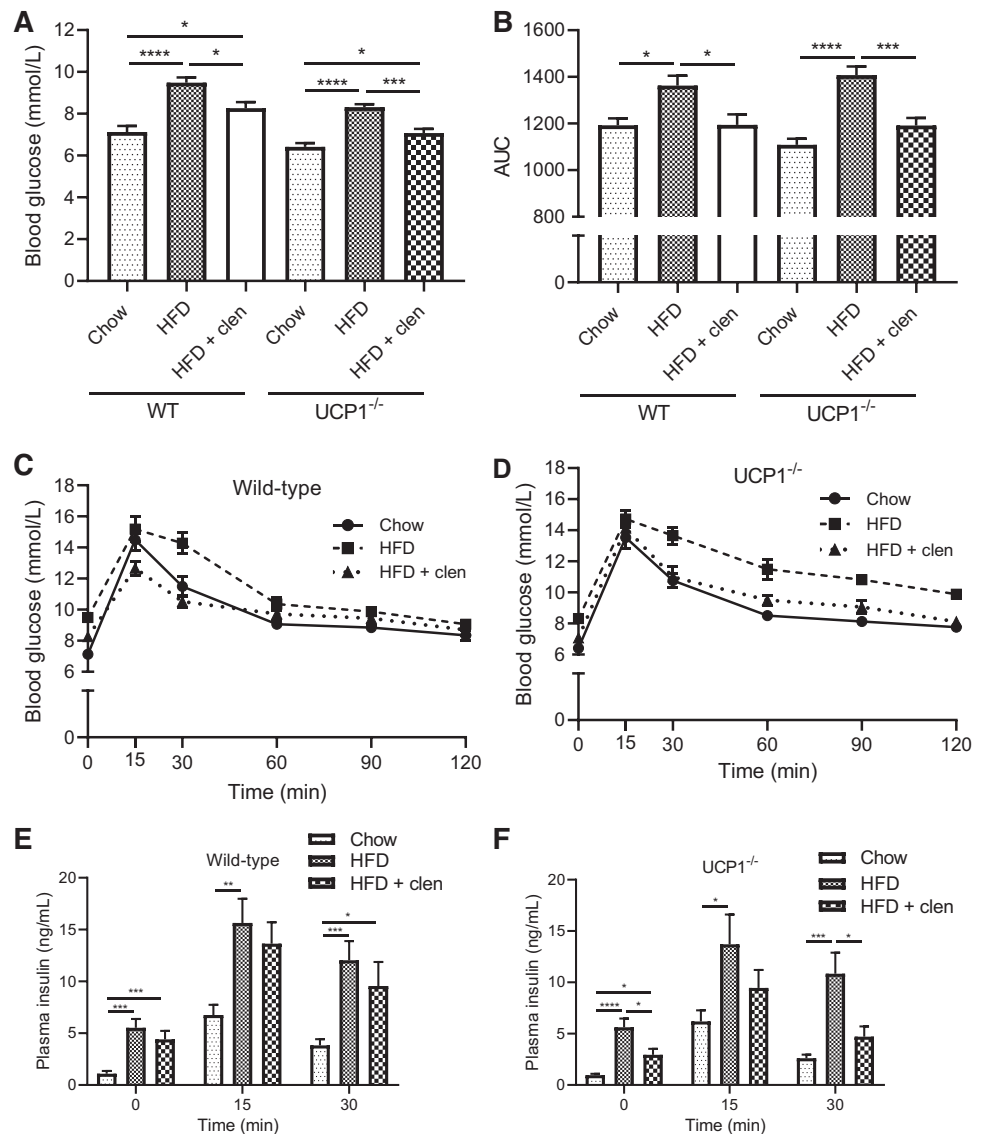 A
Blood glucose (mmol/L)
12
10
8
6
4
2
0
*
**** *
*
**** ***
Chow HFD HFD + clen Chow HFD HFD + clen
WT UCP1-/-
B
AUC
1600
1400
1200
1000
800
0
* *
**** ***
Chow HFD HFD + clen Chow HFD HFD + clen
WT UCP1-/-
C
Wild-type
Blood glucose (mmol/L)
18
16
14
12
10
8
6
0
Chow
HFD
HFD + clen
0 15 30 60 90 120
Time (min)
D
UCP1-/-
Blood glucose (mmol/L)
18
16
14
12
10
8
6
0
Chow
HFD
HFD + clen
0 15 30 60 90 120
Time (min)
E
Wild-type
Chow
HFD
HFD + clen
Plasma insulin (ng/mL)
20
15
10
5
0
***
***
**
*
***
0 15 30
Time (min)
F
UCP1-/-
Chow
HFD
HFD + clen
Plasma insulin (ng/mL)
20
15
10
5
0
*
**** *
*
*** *
0 15 30
Time (min)